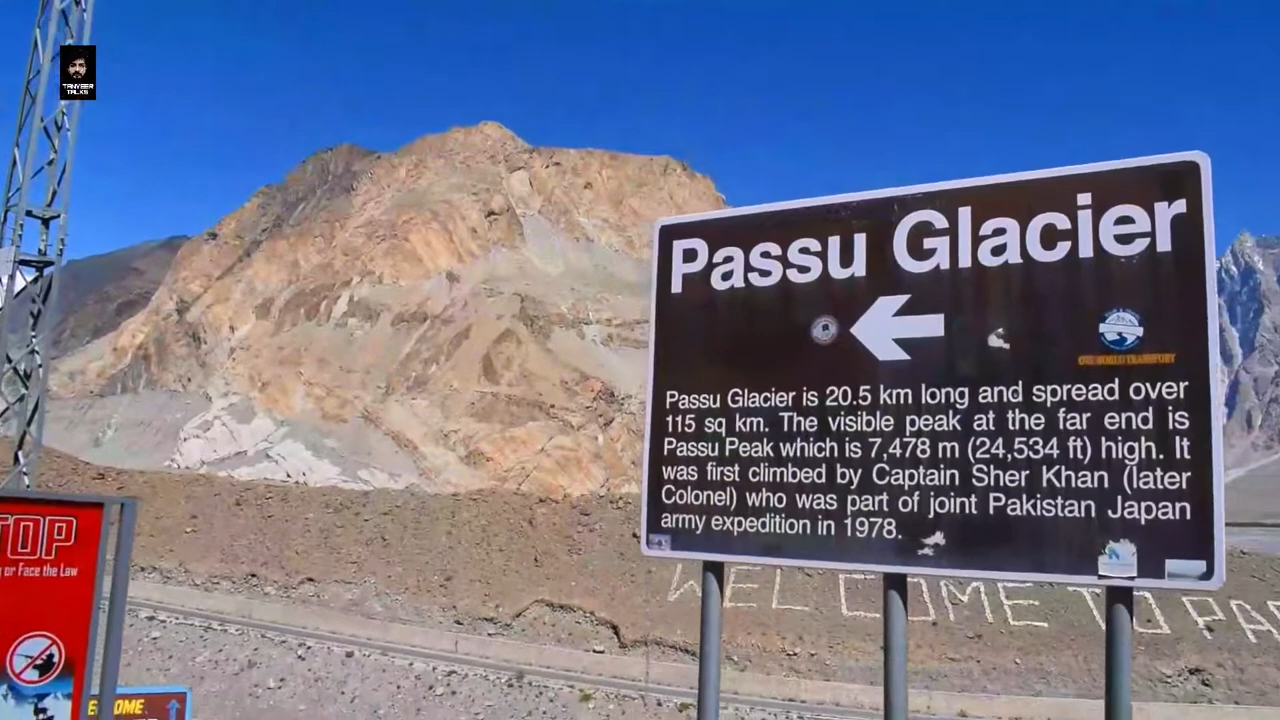 TANVEER
TALKS
Passu Glacier
Passu Glacier is 20.5 km long and spread over
115 sq km. The visible peak at the far end is
Passu Peak which is 7,478 m (24,534 ft) high. It
was first climbed by Captain Sher Khan (later
Colonel) who was part of joint Pakistan Japan
army expedition in 1978.
WELCOME TO PA
TOP
or Face the Law